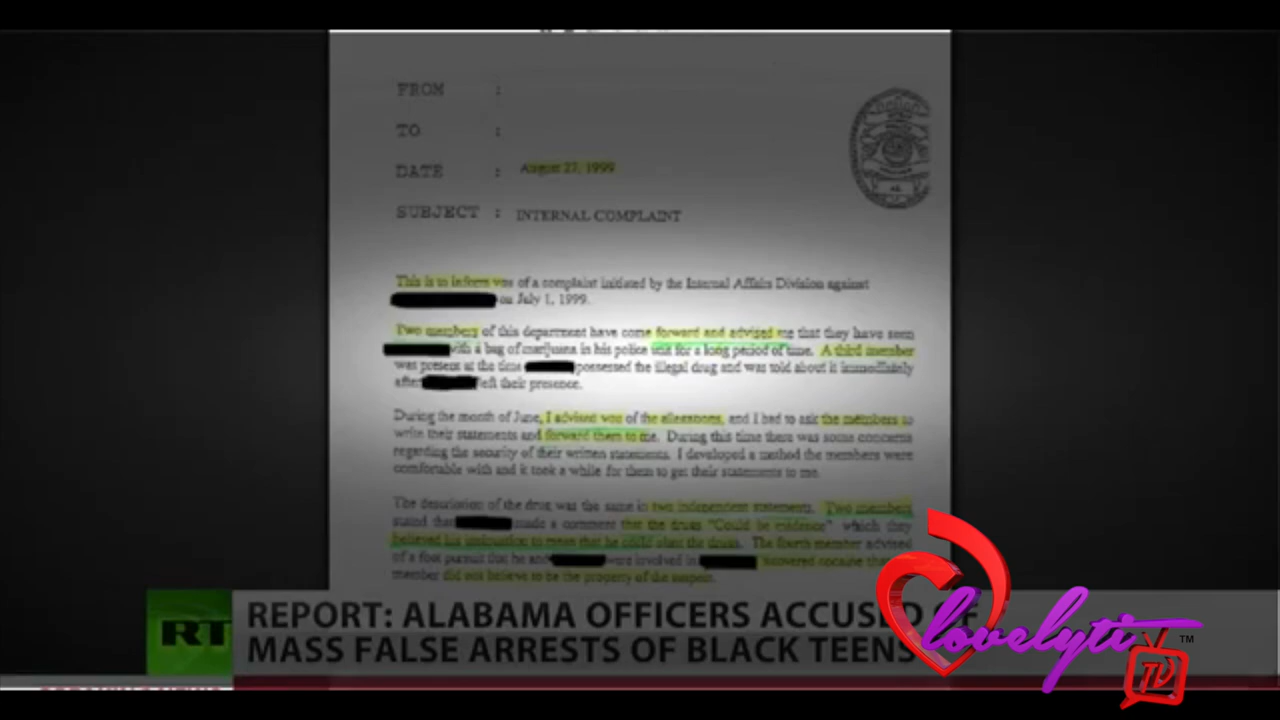 FROM :
TO :
DATE : August 27, 1999
SUBJECT : INTERNAL COMPLAINT
This is to inform you of a complaint initiated by the Internal Affairs Division against
on July 1, 1999.
Two members of this department have come forward and advised me that they have seen
with a bag of marijuana in his police unit for a long period of time. A third member
was present at the time possessed the illegal drug and was told about it immediately
after left their presence.
During the month of June, I advised you of the allegations, and I had to ask the members to
write their statements and forward them to me. During this time there was some concerns
regarding the security of their written statements. I developed a method the members were
comfortable with and it took a while for them to get their statements to me.
The description of the drug was the same in two independent statements. Two members
stated that made a comment that the drugs "Could be evidence" which they
believed his insinuation to mean that he could plant the drugs. The fourth member advised
of a foot pursuit that he and were involved in recovered cocaine that
member did not believe to be the property of the suspect.
RT
REPORT: ALABAMA OFFICERS ACCUSED OF
MASS FALSE ARRESTS OF BLACK TEENS
lovelyti ™
TV